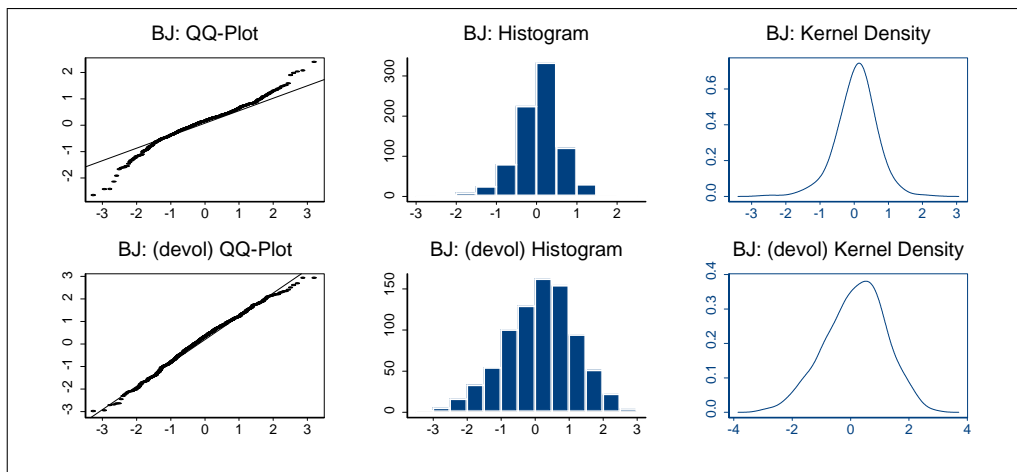 BJ: QQ-Plot
BJ: Histogram
BJ: Kernel Density
-2 -1 0 1 2
-3 -2 -1 0 1 2 3
0 100 200 300
-3 -2 -1 0 1 2
0.0 0.2 0.4 0.6
-3 -1 0 1 2 3
BJ: (devol) QQ-Plot
BJ: (devol) Histogram
BJ: (devol) Kernel Density
-3 -2 -1 0 1 2 3
-3 -2 -1 0 1 2 3
0 50 100 150
-3 -2 -1 0 1 2 3
0.0 0.1 0.2 0.3 0.4
-4 -2 0 2 4